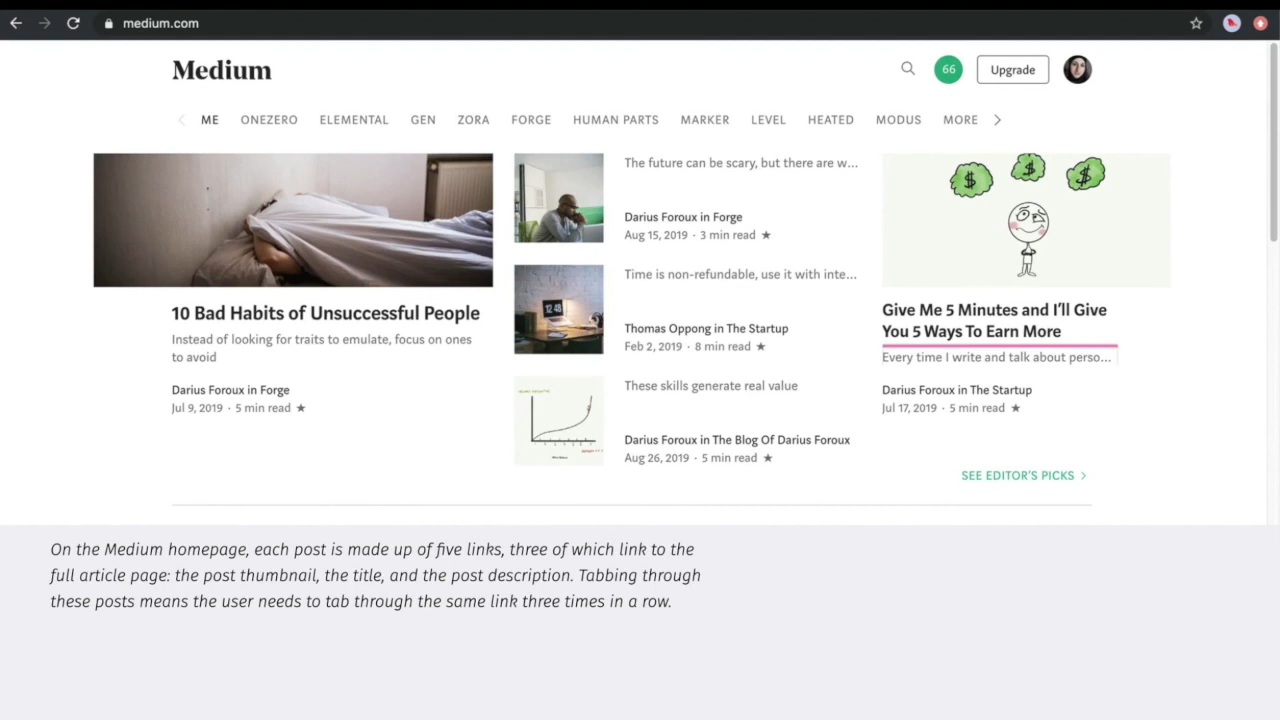 medium.com
Medium
66
Upgrade
ME ONEZERO ELEMENTAL GEN ZORA FORGE HUMAN PARTS MARKER LEVEL HEATED MODUS MORE
10 Bad Habits of Unsuccessful People
Instead of looking for traits to emulate, focus on ones
to avoid
Darius Foroux in Forge
Jul 9, 2019 · 5 min read ★
The future can be scary, but there are w...
Darius Foroux in Forge
Aug 15, 2019 · 3 min read ★
Time is non-refundable, use it with inte...
12 48
Thomas Oppong in The Startup
Feb 2, 2019 · 8 min read ★
These skills generate real value
Darius Foroux in The Blog Of Darius Foroux
Aug 26, 2019 · 5 min read ★
$ $ $
Give Me 5 Minutes and I'll Give
You 5 Ways To Earn More
Every time I write and talk about perso...
Darius Foroux in The Startup
Jul 17, 2019 · 5 min read ★
SEE EDITOR'S PICKS
On the Medium homepage, each post is made up of five links, three of which link to the
full article page: the post thumbnail, the title, and the post description. Tabbing through
these posts means the user needs to tab through the same link three times in a row.